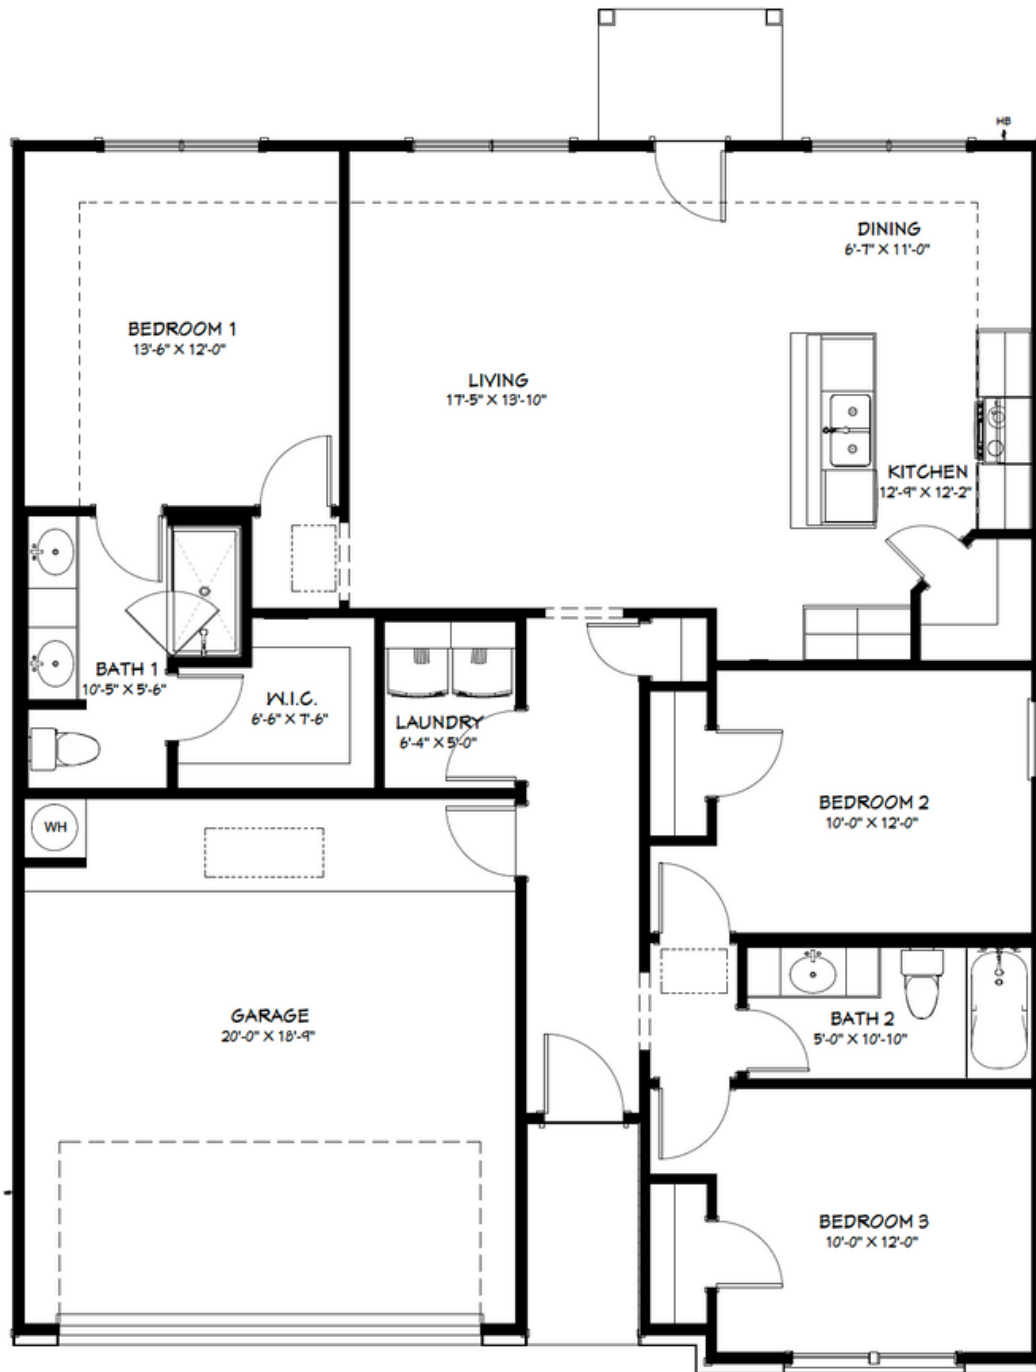 HB
DINING
6'-7" X 11'-0"
BEDROOM 1
13'-6" X 12'-0"
LIVING
17'-5" X 13'-10"
KITCHEN
12'-9" X 12'-2"
BATH 1
10'-5" X 5'-6"
W.I.C.
6'-6" X 7'-6"
LAUNDRY
6'-4" X 5'-0"
BEDROOM 2
10'-0" X 12'-0"
WH
GARAGE
20'-0" X 18'-9"
BATH 2
5'-0" X 10'-10"
BEDROOM 3
10'-0" X 12'-0"